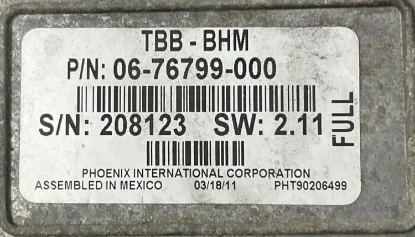 TBB - BHM
P/N: 06-76799-000
S/N: 208123 SW: 2.11
FULL
PHOENIX INTERNATIONAL CORPORATION
ASSEMBLED IN MEXICO 03/18/11 PHT90206499